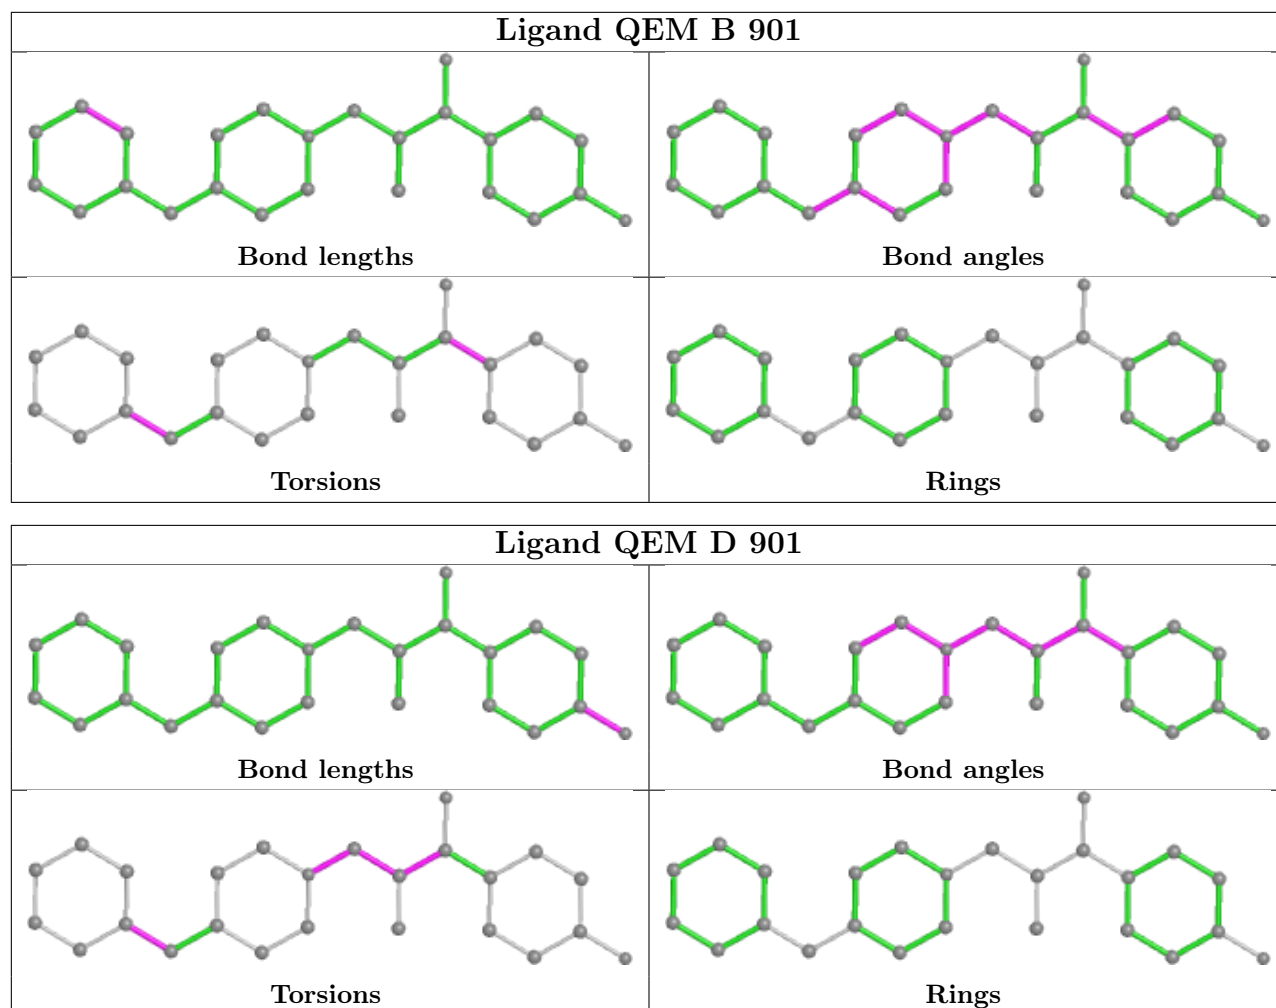 Ligand QEM B 901
Bond lengths
Bond angles
Torsions
Rings
Ligand QEM D 901
Bond lengths
Bond angles
Torsions
Rings